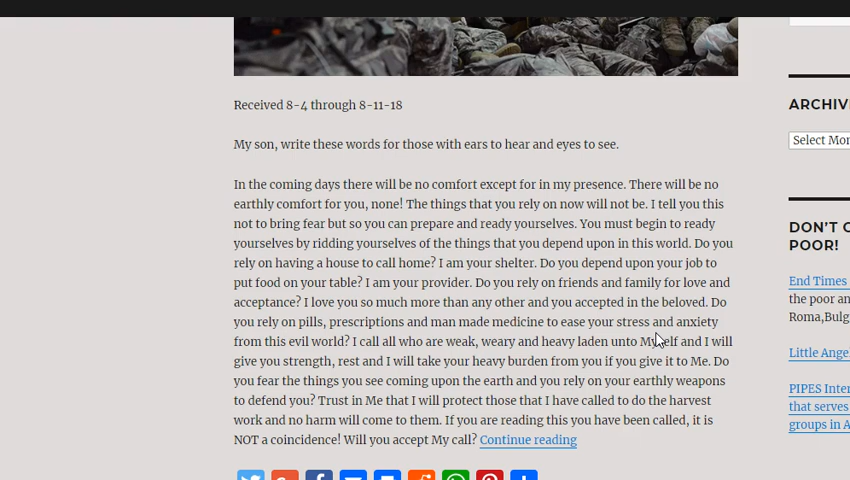 Received 8-4 through 8-11-18
My son, write these words for those with ears to hear and eyes to see.
In the coming days there will be no comfort except for in my presence. There will be no
earthly comfort for you, none! The things that you rely on now will not be. I tell you this
not to bring fear but so you can prepare and ready yourselves. You must begin to ready
yourselves by ridding yourselves of the things that you depend upon in this world. Do you
rely on having a house to call home? I am your shelter. Do you depend upon your job to
put food on your table? I am your provider. Do you rely on friends and family for love and
acceptance? I love you so much more than any other and you accepted in the beloved. Do
you rely on pills, prescriptions and man made medicine to ease your stress and anxiety
from this evil world? I call all who are weak, weary and heavy laden unto Myself and I will
give you strength, rest and I will take your heavy burden from you if you give it to Me. Do
you fear the things you see coming upon the earth and you rely on your earthly weapons
to defend you? Trust in Me that I will protect those that I have called to do the harvest
work and no harm will come to them. If you are reading this you have been called, it is
NOT a coincidence! Will you accept My call? Continue reading
ARCHIV
Select Mon
DON'T
POOR!
End Times
the poor an
Roma,Bulg
Little Ange
PIPES Inter
that serves
groups in A